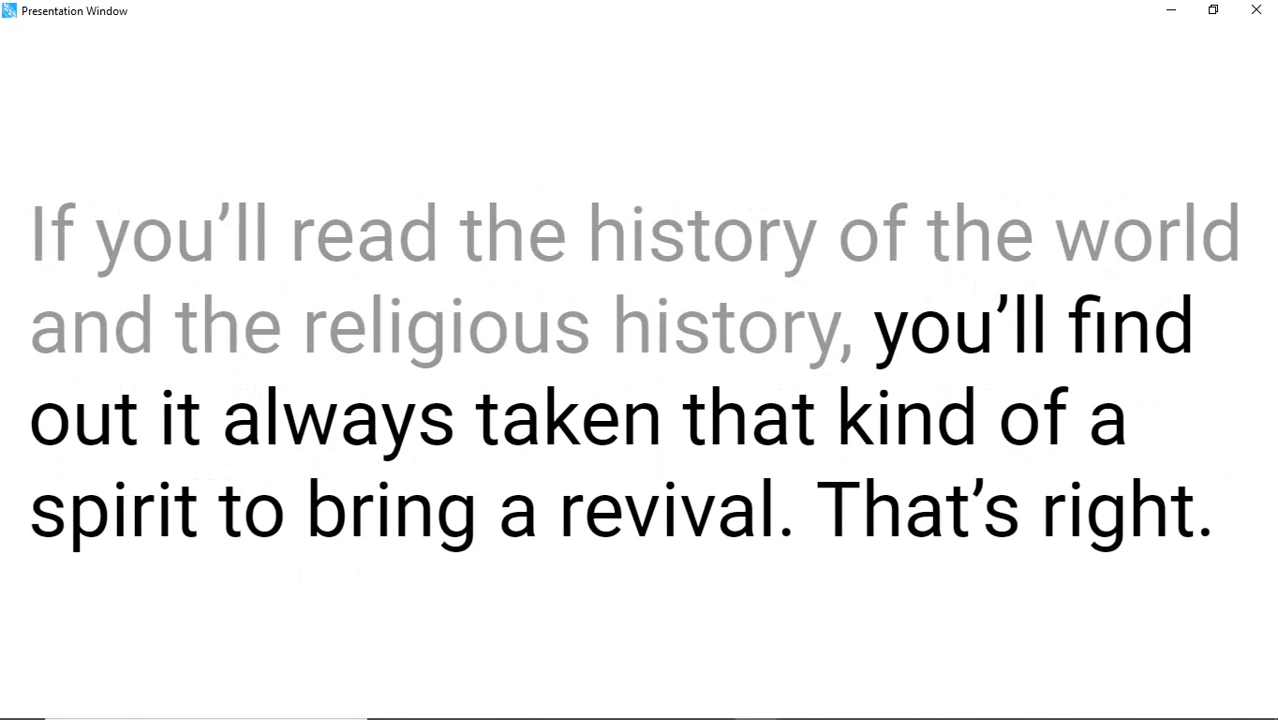 Presentation Window
If you’ll read the history of the world
and the religious history, you’ll find
out it always taken that kind of a
spirit to bring a revival. That’s right.